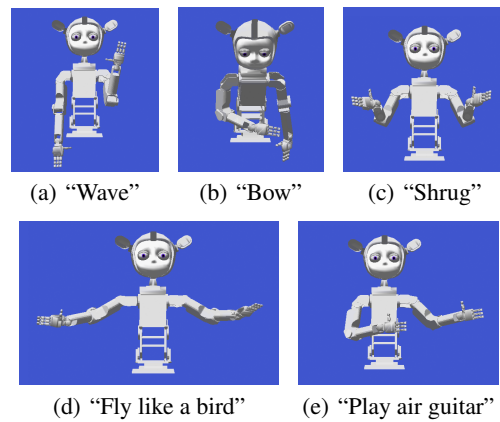 (a) “Wave”
(b) “Bow”
(c) “Shrug”
(d) “Fly like a bird”
(e) “Play air guitar”